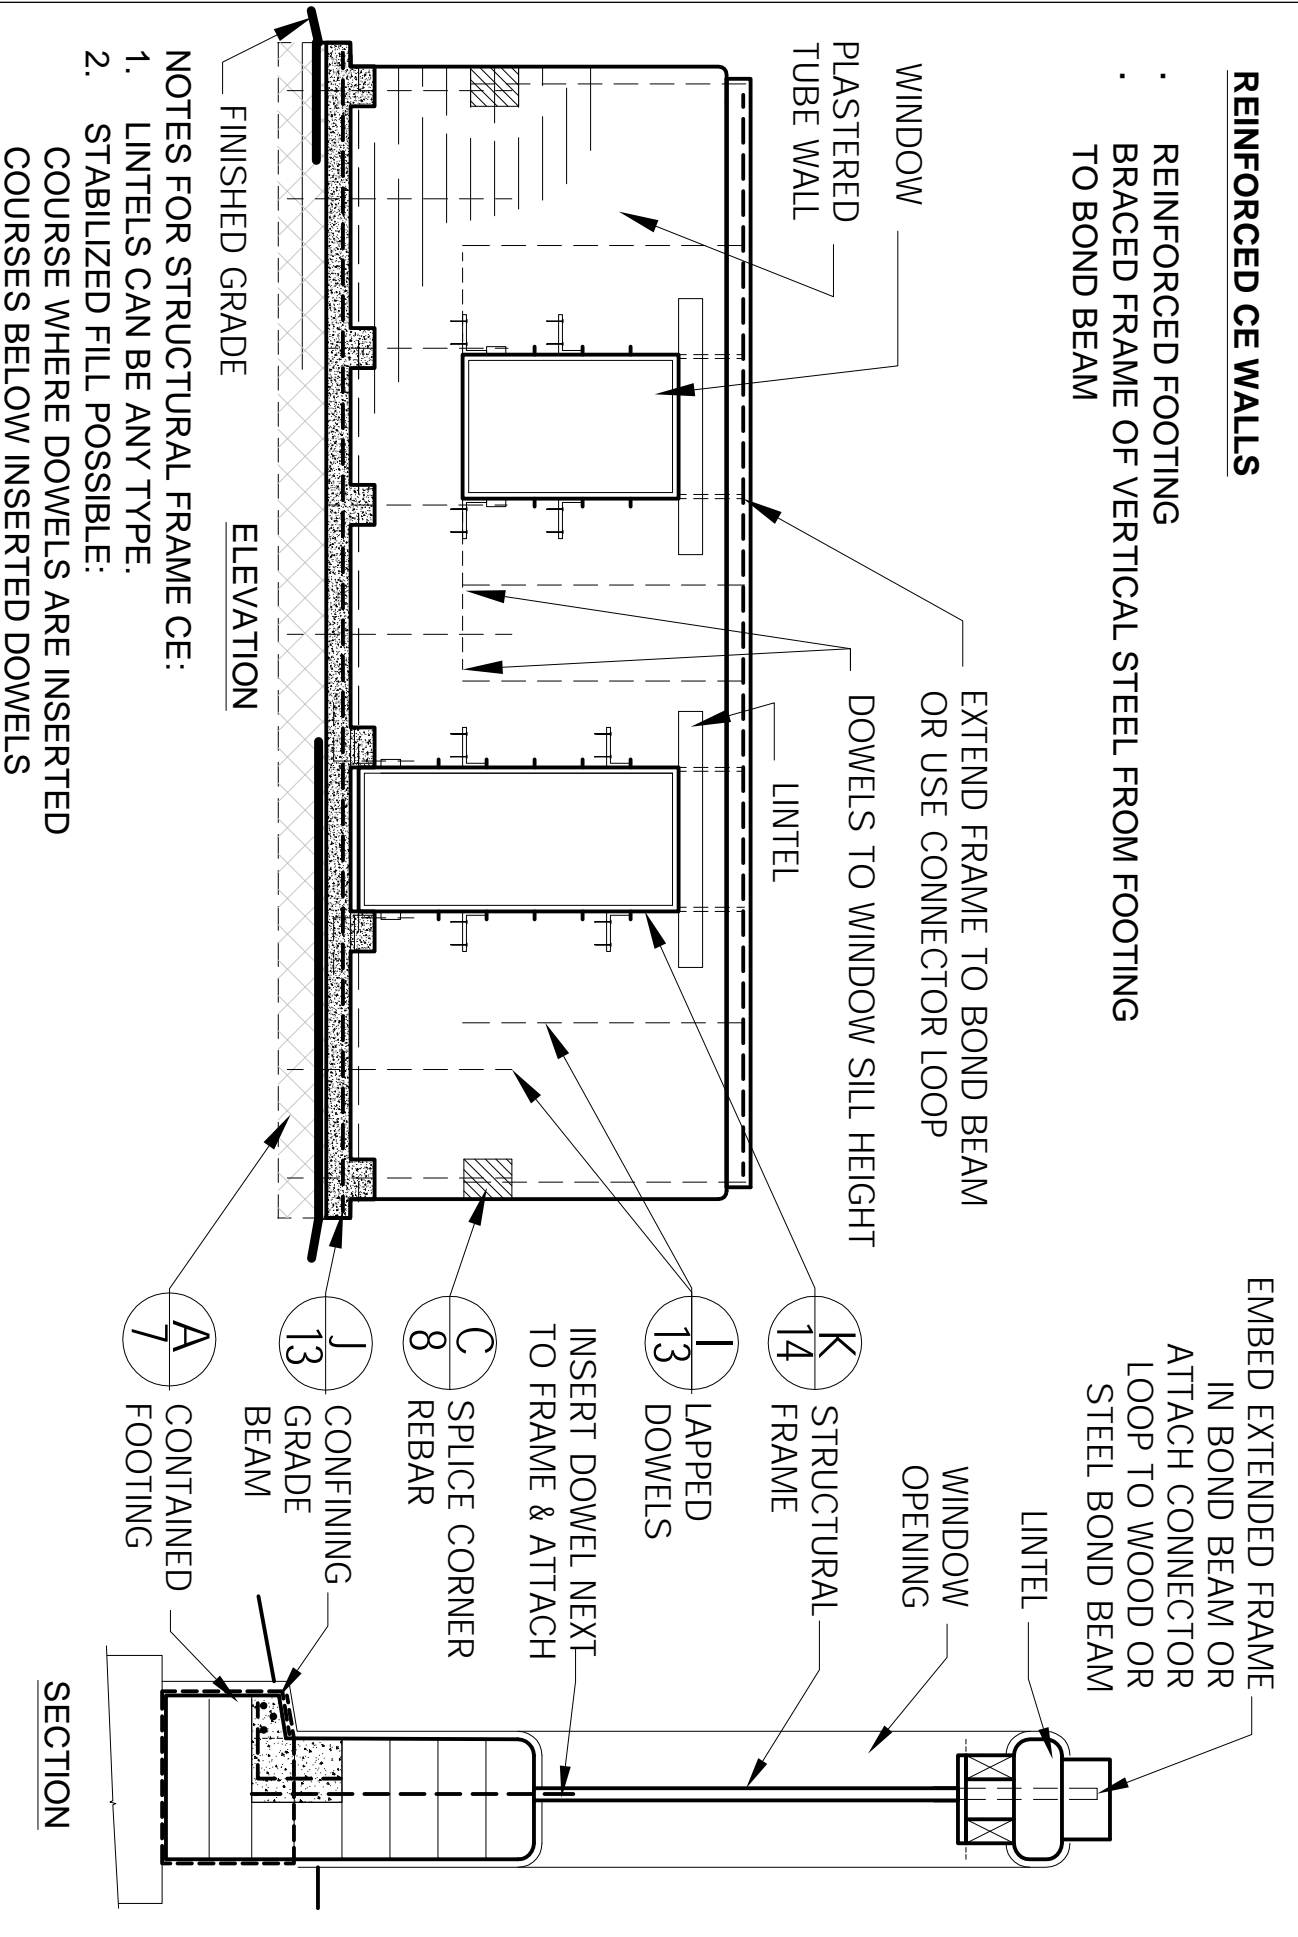 REINFORCED CE WALLS
· REINFORCED FOOTING
· BRACED FRAME OF VERTICAL STEEL FROM FOOTING
TO BOND BEAM
WINDOW
PLASTERED
TUBE WALL
EXTEND FRAME TO BOND BEAM
OR USE CONNECTOR LOOP
DOWELS TO WINDOW SILL HEIGHT
LINTEL
EMBED EXTENDED FRAME
IN BOND BEAM OR
ATTACH CONNECTOR
LOOP TO WOOD OR
STEEL BOND BEAM
LINTEL
WINDOW
OPENING
K
14
STRUCTURAL
FRAME
I
13
LAPPED
DOWELS
INSERT DOWEL NEXT
TO FRAME & ATTACH
C
8
SPLICE CORNER
REBAR
J
13
CONFINING
GRADE
BEAM
A
7
CONTAINED
FOOTING
FINISHED GRADE
ELEVATION
SECTION
NOTES FOR STRUCTURAL FRAME CE:
1. LINTELS CAN BE ANY TYPE.
2. STABILIZED FILL POSSIBLE:
COURSE WHERE DOWELS ARE INSERTED
COURSES BELOW INSERTED DOWELS